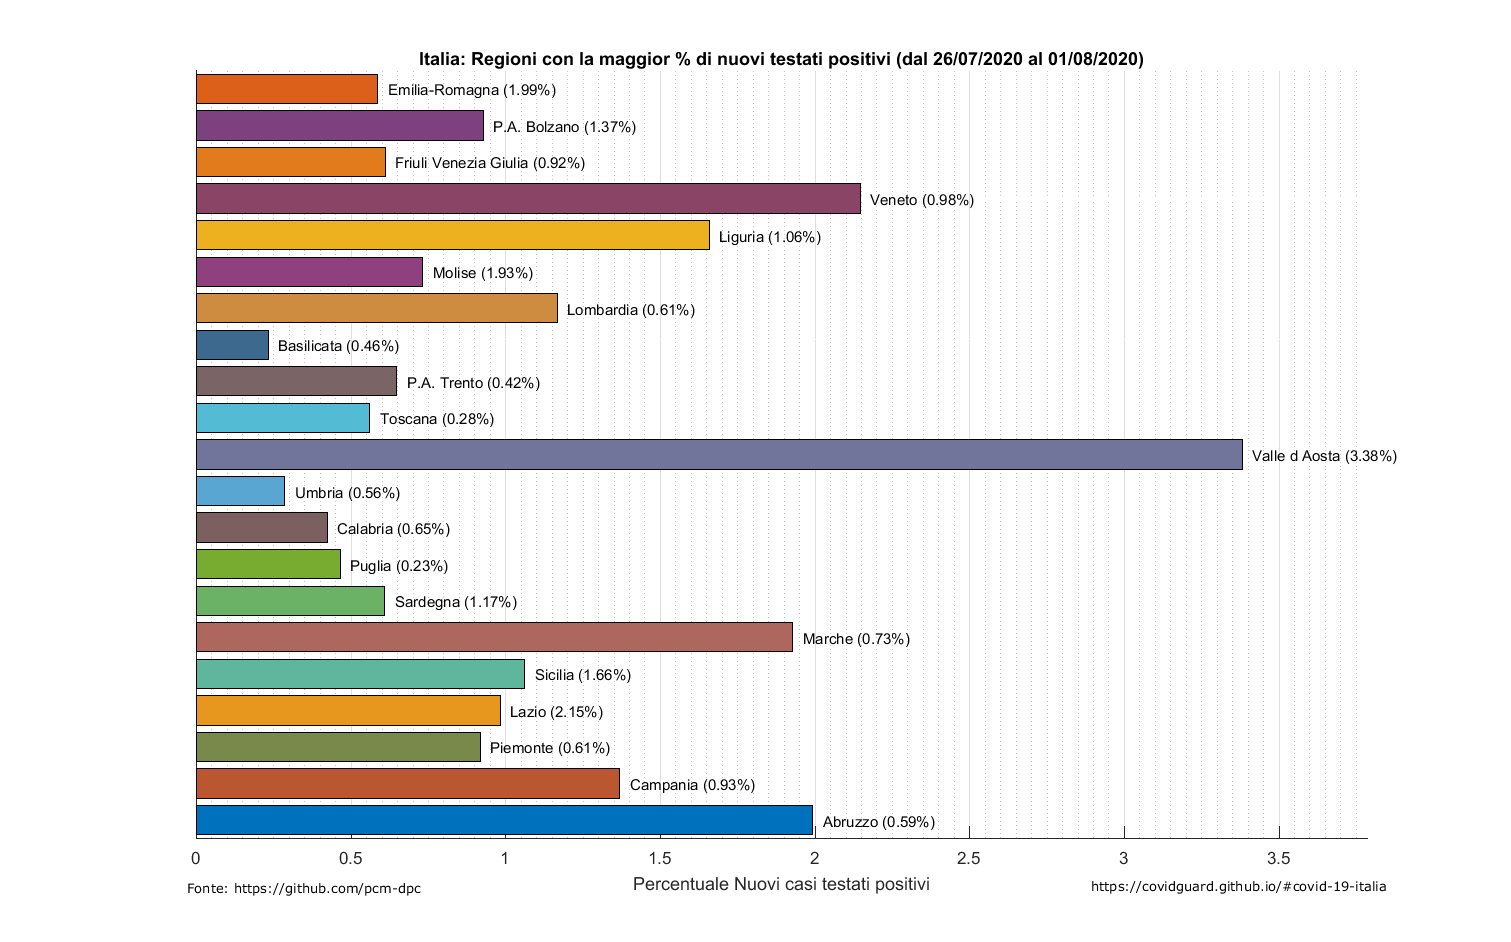 Italia: Regioni con la maggior % di nuovi testati positivi (dal 26/07/2020 al 01/08/2020)
Emilia-Romagna (1.99%)
P.A. Bolzano (1.37%)
Friuli Venezia Giulia (0.92%)
Veneto (0.98%)
Liguria (1.06%)
Molise (1.93%)
Lombardia (0.61%)
Basilicata (0.46%)
P.A. Trento (0.42%)
Toscana (0.28%)
Valle d Aosta (3.38%)
Umbria (0.56%)
Calabria (0.65%)
Puglia (0.23%)
Sardegna (1.17%)
Marche (0.73%)
Sicilia (1.66%)
Lazio (2.15%)
Piemonte (0.61%)
Campania (0.93%)
Abruzzo (0.59%)
0 0.5 1 1.5 2 2.5 3 3.5
Percentuale Nuovi casi testati positivi
Fonte: https://github.com/pcm-dpc
https://covidguard.github.io/#covid-19-italia